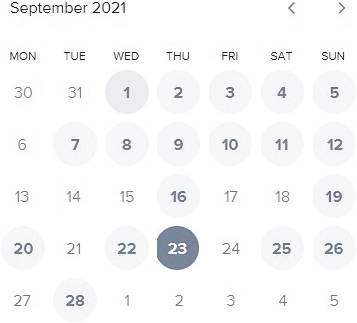 September 2021
MON TUE WED THU FRI SAT SUN
30 31 1 2 3 4 5
6 7 8 9 10 11 12
13 14 15 16 17 18 19
20 21 22 23 24 25 26
27 28 1 2 3 4 5